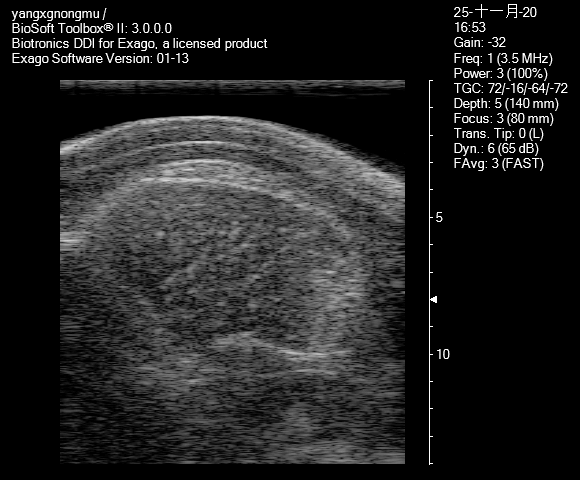 yangxgnongmu /
BioSoft Toolbox® II: 3.0.0.0
Biotronics DDI for Exago, a licensed product
Exago Software Version: 01-13
25-十一月-20
16:53
Gain: -32
Freq: 1 (3.5 MHz)
Power: 3 (100%)
TGC: 72/-16/-64/-72
Depth: 5 (140 mm)
Focus: 3 (80 mm)
Trans. Tip: 0 (L)
Dyn.: 6 (65 dB)
FAvg: 3 (FAST)
5
10